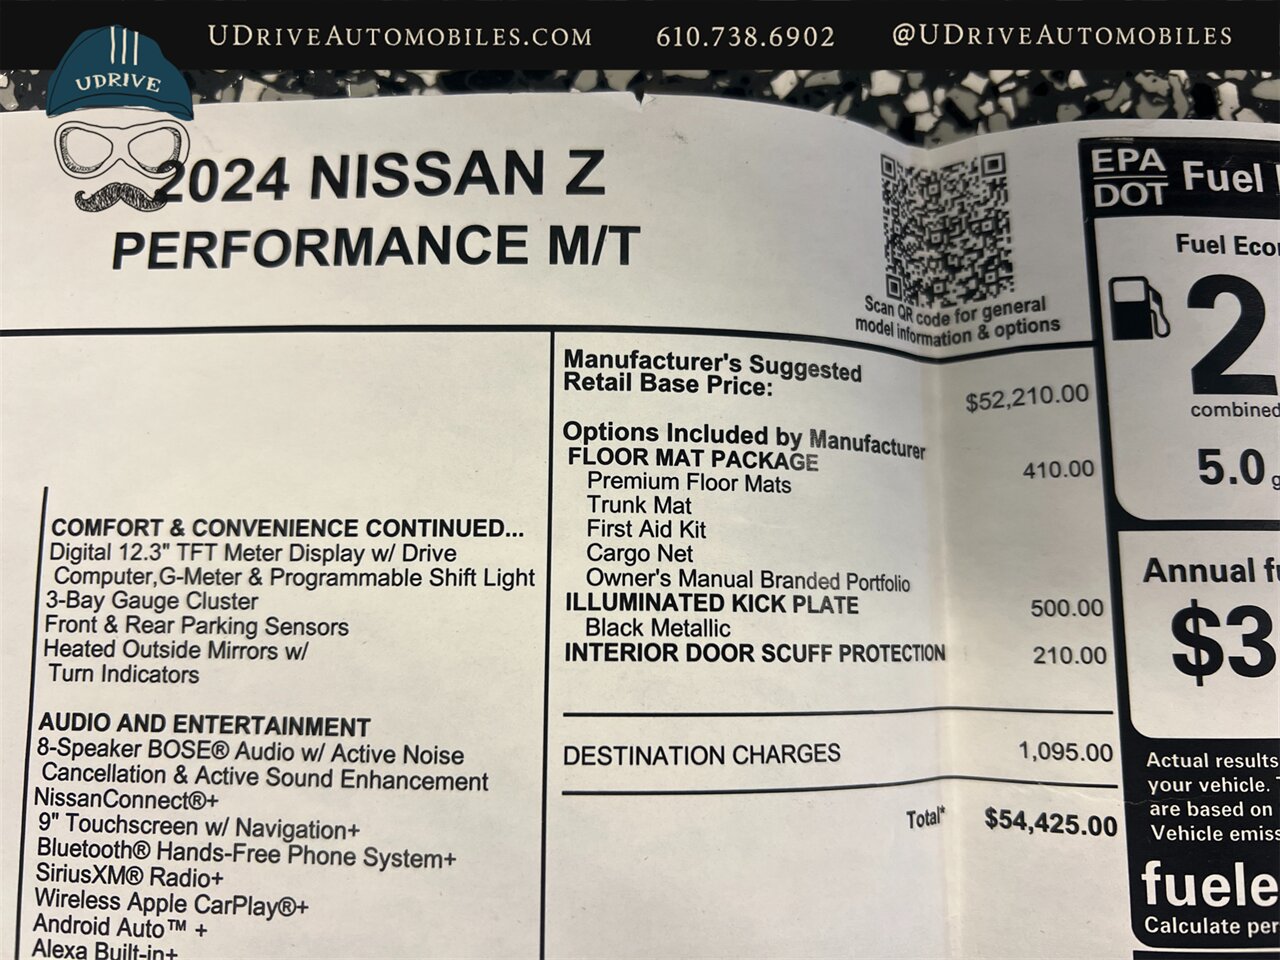 UDRIVEAUTOMOBILES.COM 610.738.6902 @UDRIVEAUTOMOBILES
UDRIVE
2024 NISSAN Z
PERFORMANCE M/T
Scan QR code for general
model information & options
COMFORT & CONVENIENCE CONTINUED...
Digital 12.3" TFT Meter Display w/ Drive
Computer,G-Meter & Programmable Shift Light
3-Bay Gauge Cluster
Front & Rear Parking Sensors
Heated Outside Mirrors w/
Turn Indicators
AUDIO AND ENTERTAINMENT
8-Speaker BOSE® Audio w/ Active Noise
Cancellation & Active Sound Enhancement
NissanConnect®+
9" Touchscreen w/ Navigation+
Bluetooth® Hands-Free Phone System+
SiriusXM® Radio+
Wireless Apple CarPlay®+
Android Auto™ +
Alexa Built-in+
Manufacturer's Suggested
Retail Base Price: $52,210.00
Options Included by Manufacturer
FLOOR MAT PACKAGE 410.00
Premium Floor Mats
Trunk Mat
First Aid Kit
Cargo Net
Owner's Manual Branded Portfolio
ILLUMINATED KICK PLATE 500.00
Black Metallic
INTERIOR DOOR SCUFF PROTECTION 210.00
DESTINATION CHARGES 1,095.00
Total* $54,425.00
EPA
DOT Fuel
Fuel Eco
2
combined
5.0
Annual fu
$3
Actual results
your vehicle.
are based on
Vehicle emiss
fuele
Calculate per